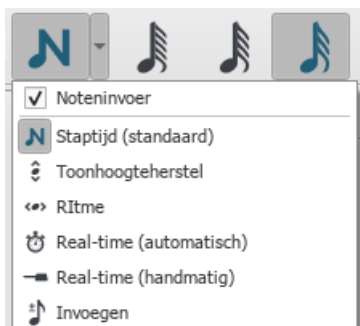 Noteninvoer
Staptijd (standaard)
Toonhoogteherstel
RItme
Real-time (automatisch)
Real-time (handmatig)
Invoegen